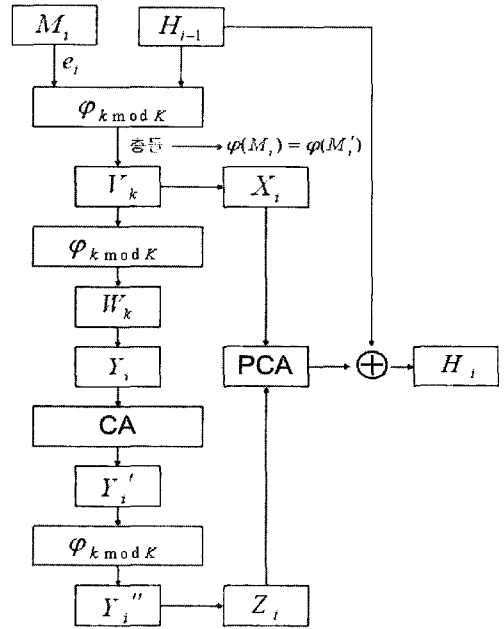 M_i H_{i-1}
e_i
φ_{k mod K}
충돌 φ(M_i) = φ(M_i')
V_k X_i
φ_{k mod K}
W_k
Y_i PCA ⊕ H_i
CA
Y_i'
φ_{k mod K}
Y_i'' Z_i